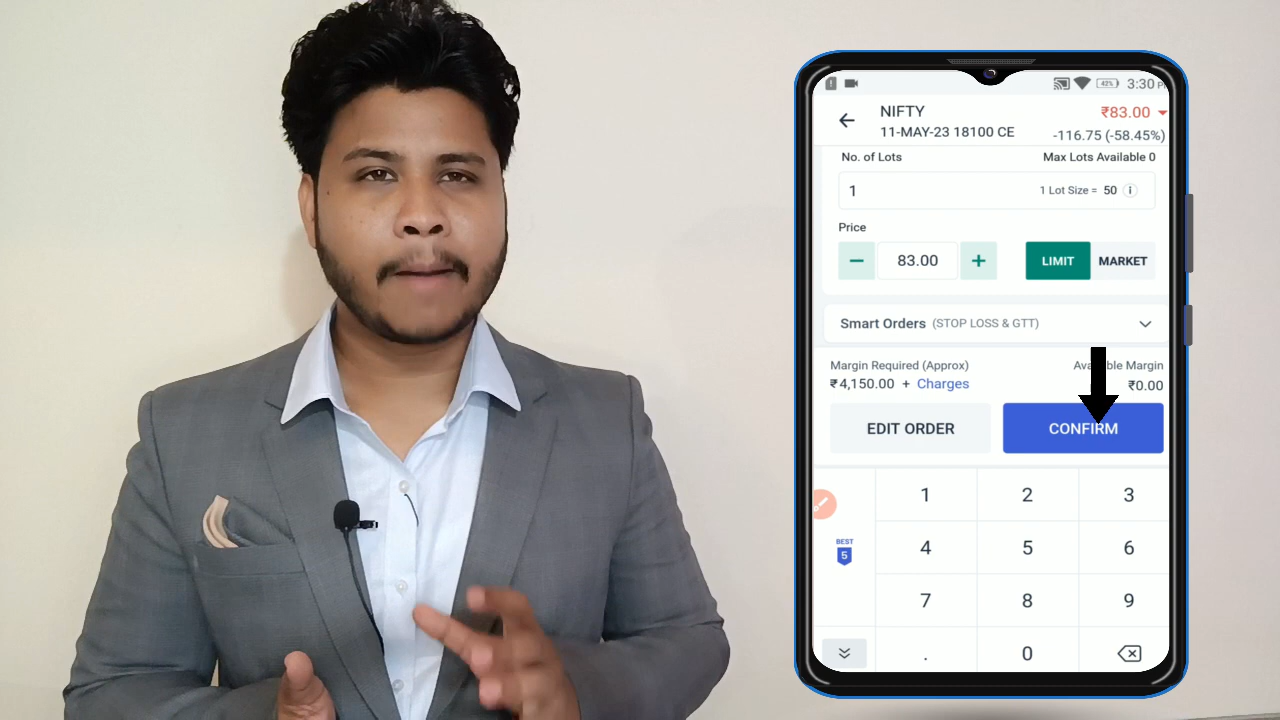 42% 3:30 P
NIFTY ₹83.00
11-MAY-23 18100 CE -116.75 (-58.45%)
No. of Lots Max Lots Available 0
1 1 Lot Size = 50 i
Price
− 83.00 + LIMIT MARKET
Smart Orders (STOP LOSS & GTT)
Margin Required (Approx) Margin
₹4,150.00 + Charges ₹0.00
EDIT ORDER CONFIRM
1 2 3
BEST
5
4 5 6
7 8 9
. 0